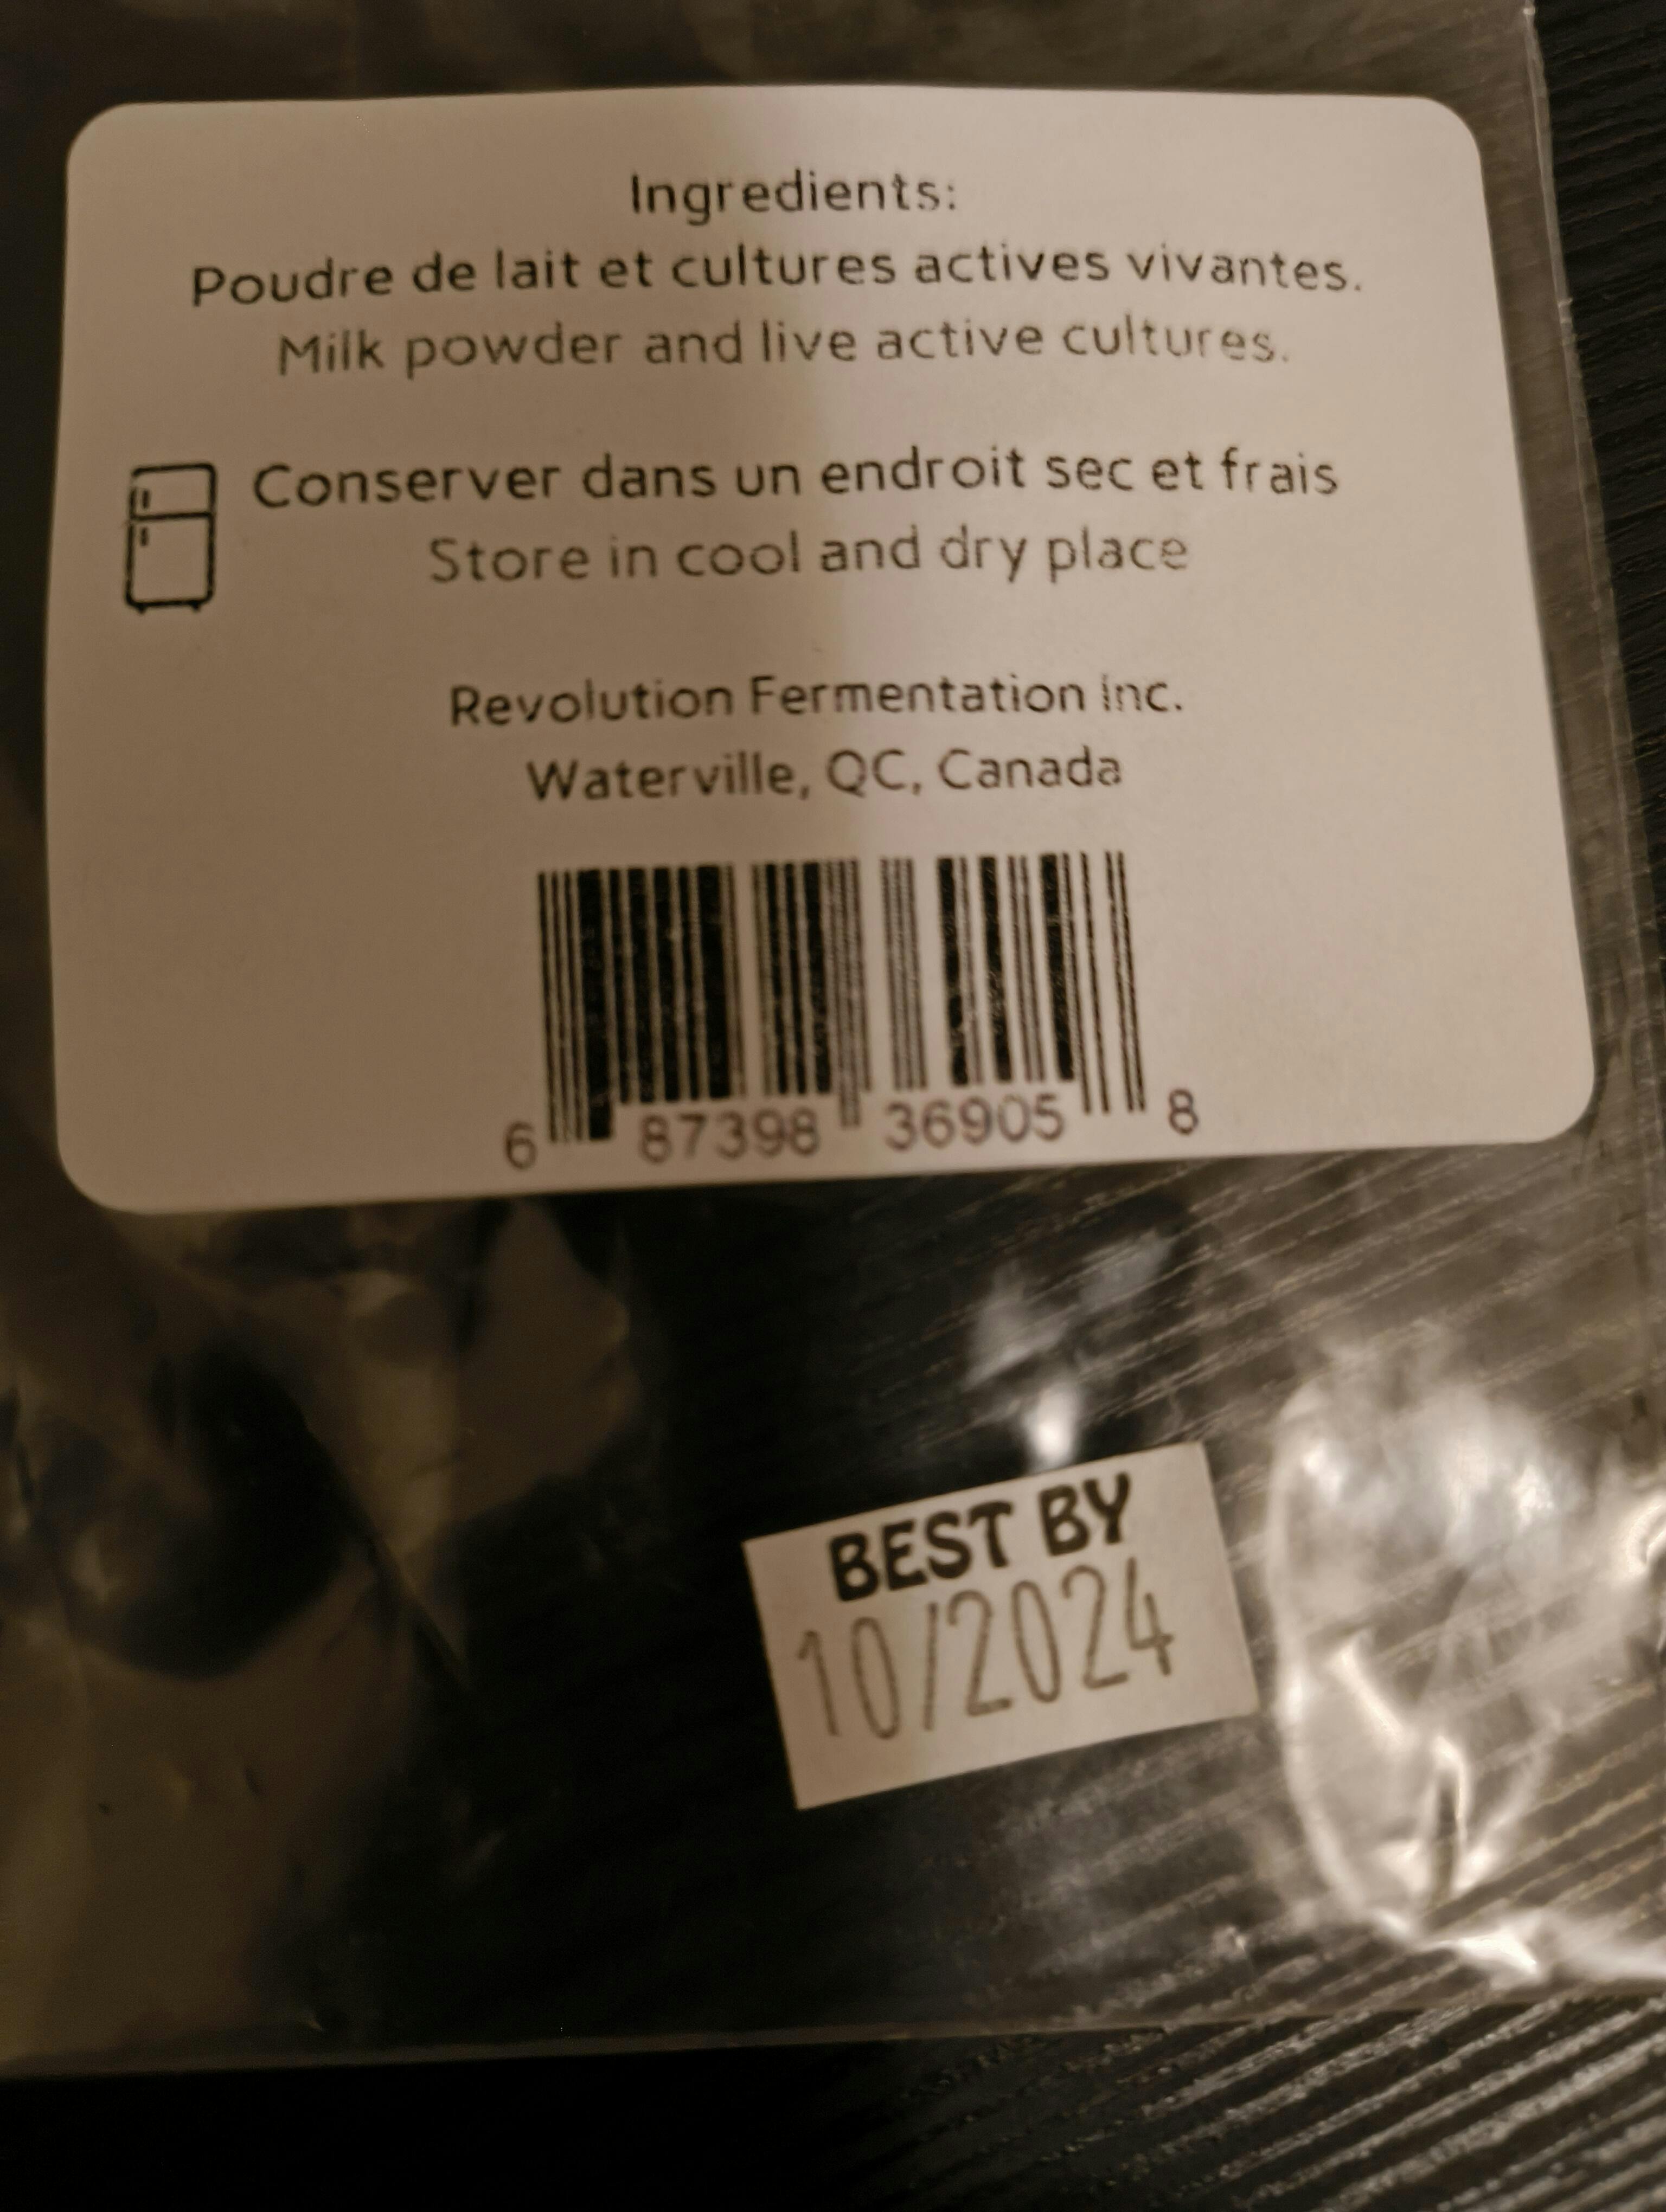 Ingredients:
Poudre de lait et cultures actives vivantes.
Milk powder and live active cultures.
Conserver dans un endroit sec et frais
Store in cool and dry place
Revolution Fermentation inc.
Waterville, QC, Canada
6 87398 36905 8
BEST BY
10/2024